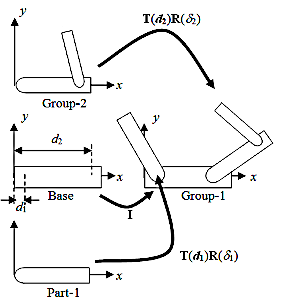 T(d₂)R(δ₂)
y
x
Group-2
y
d₂
y
x
x
Base
Group-1
d₁
I
y
T(d₁)R(δ₁)
x
Part-1